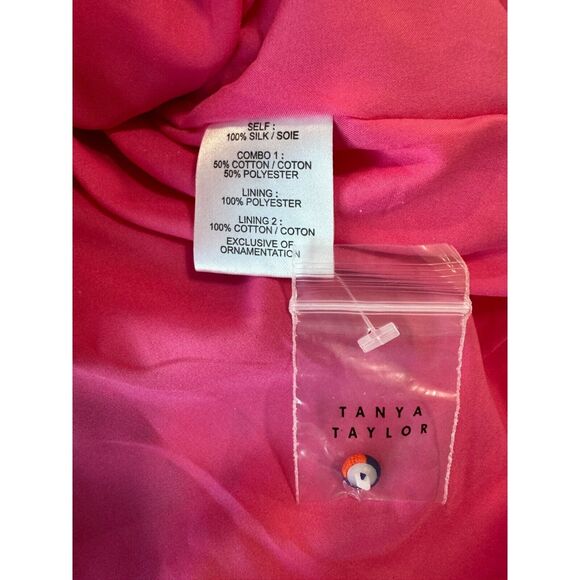 SELF :
100% SILK / SOIE
COMBO 1 :
50% COTTON / COTON
50% POLYESTER
LINING :
100% POLYESTER
LINING 2 :
100% COTTON / COTON
EXCLUSIVE OF
ORNAMENTATION
TANYA
TAYLOR